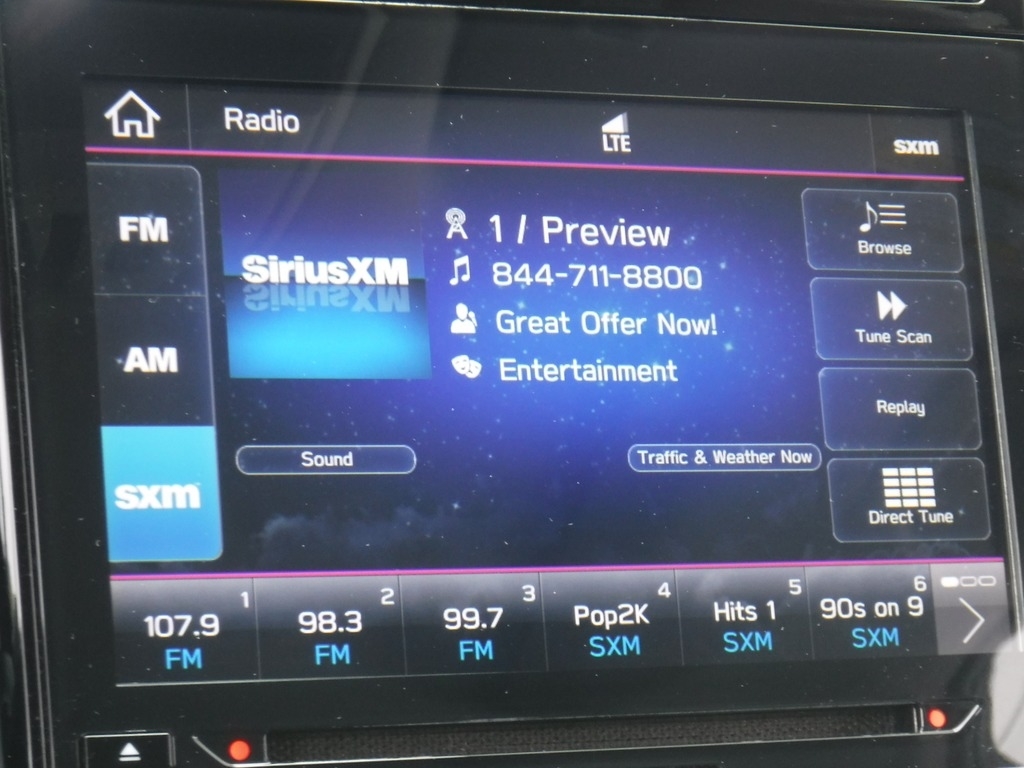 Radio
LTE
sxm
FM
AM
sxm
SiriusXM
1 / Preview
844-711-8800
Great Offer Now!
Entertainment
Browse
Tune Scan
Replay
Direct Tune
Sound
Traffic & Weather Now
1
107.9
FM
2
98.3
FM
3
99.7
FM
4
Pop2K
SXM
5
Hits 1
SXM
6
90s on 9
SXM